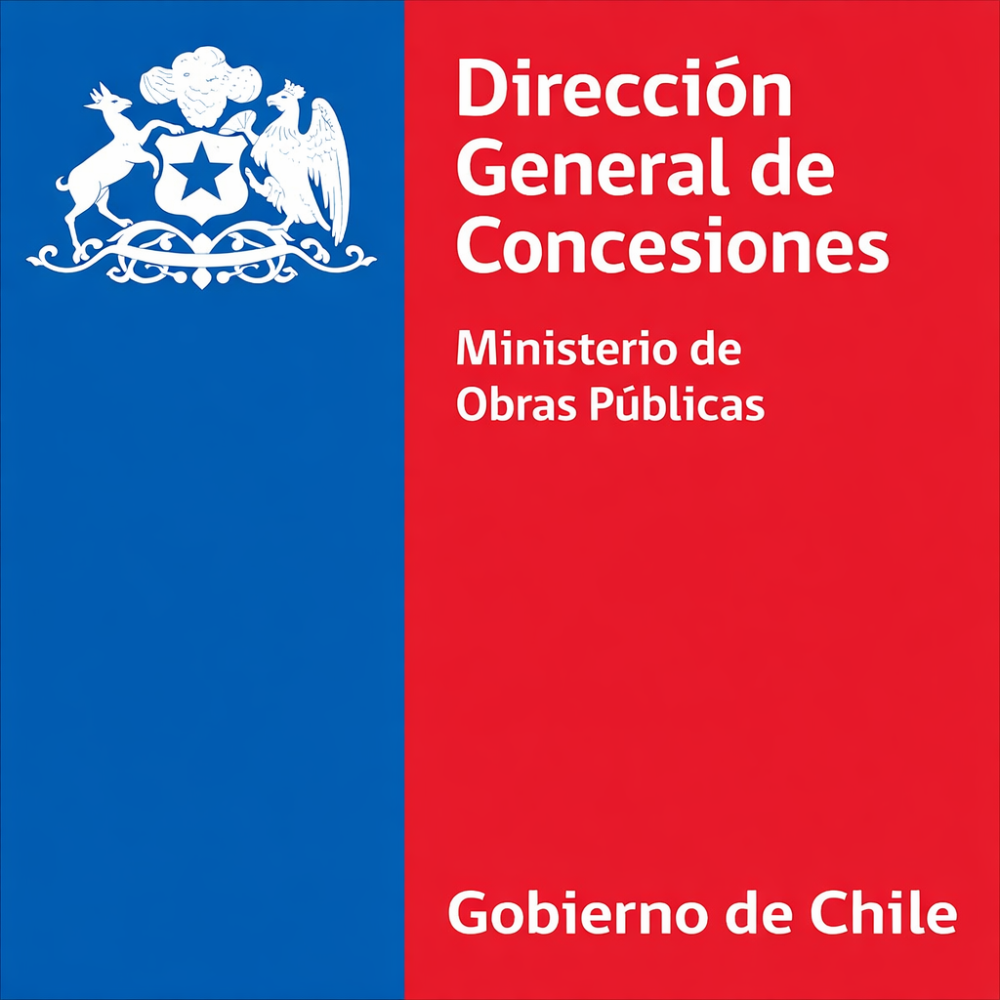 Dirección
General de
Concesiones
Ministerio de
Obras Públicas
Gobierno de Chile